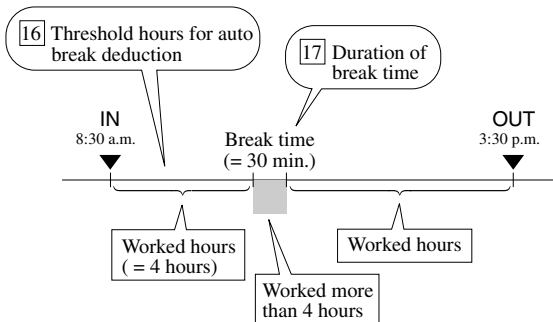 16 Threshold hours for auto
break deduction
17 Duration of
break time
IN
8:30 a.m.
Break time
(= 30 min.)
OUT
3:30 p.m.
Worked hours
( = 4 hours)
Worked more
than 4 hours
Worked hours